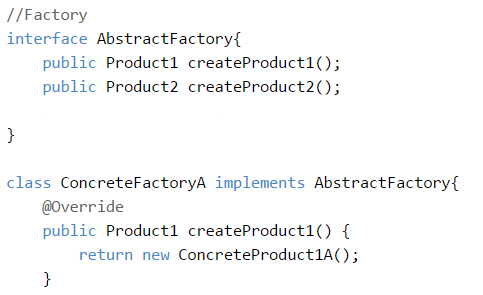 //Factory
interface AbstractFactory{
    public Product1 createProduct1();
    public Product2 createProduct2();

}

class ConcreteFactoryA implements AbstractFactory{
    @Override
    public Product1 createProduct1() {
        return new ConcreteProduct1A();
    }